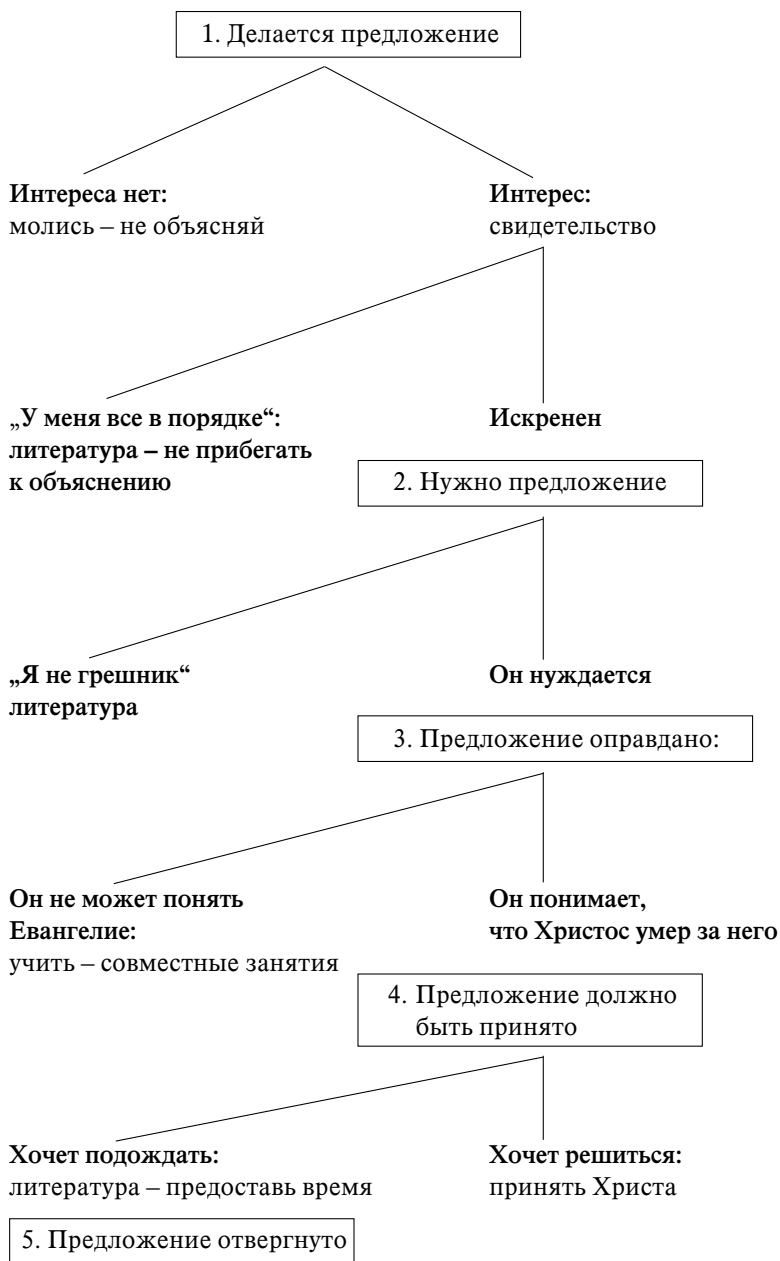 1. Делается предложение
Интереса нет:
молись – не объясняй
Интерес:
свидетельство
„У меня все в порядке“:
литература – не прибегать
к объяснению
Искренен
2. Нужно предложение
„Я не грешник“
литература
Он нуждается
3. Предложение оправдано:
Он не может понять
Евангелие:
учить – совместные занятия
Он понимает,
что Христос умер за него
4. Предложение должно
быть принято
Хочет подождать:
литература – предоставь время
Хочет решиться:
принять Христа
5. Предложение отвергнуто